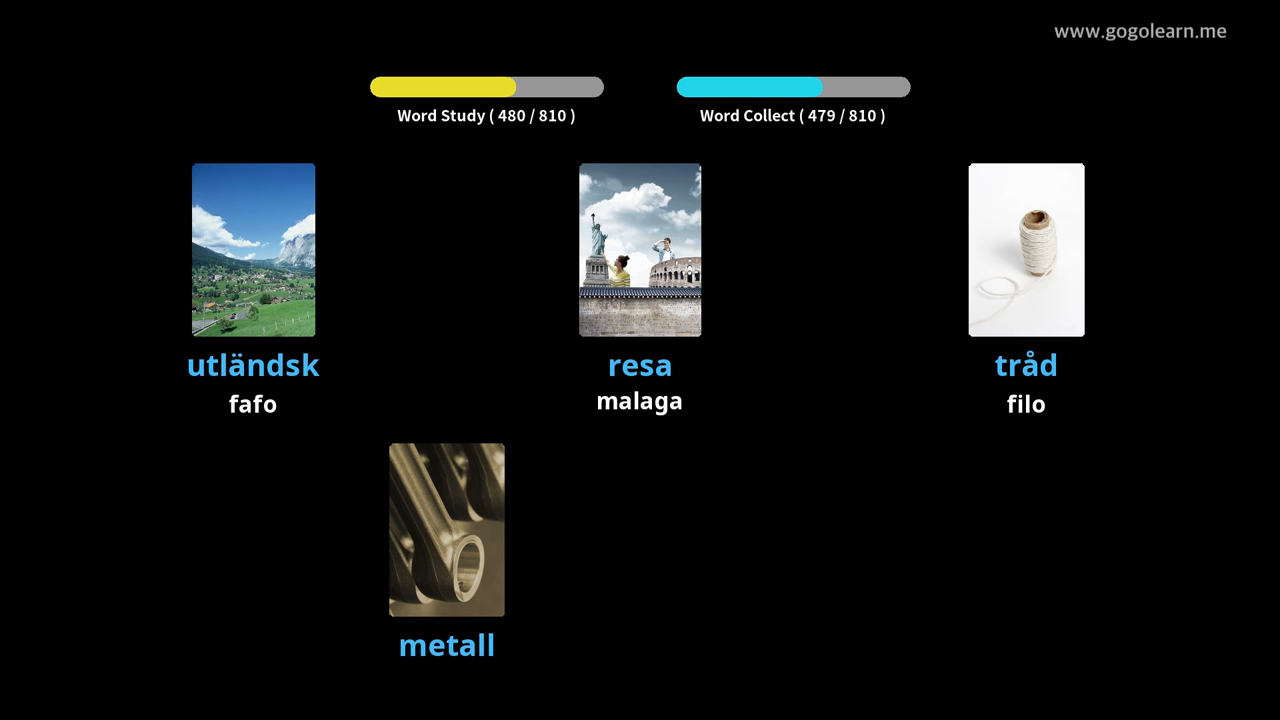 www.gogolearn.me
Word Study ( 480 / 810 )
Word Collect ( 479 / 810 )
utländsk
fafo
resa
malaga
tråd
filo
metall